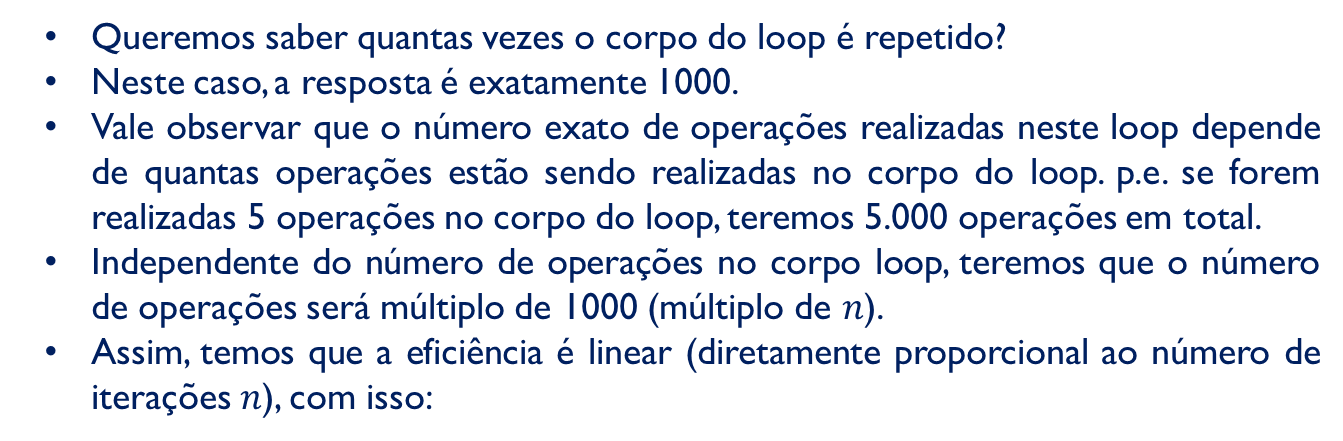 • Queremos saber quantas vezes o corpo do loop é repetido?
• Neste caso, a resposta é exatamente 1000.
• Vale observar que o número exato de operações realizadas neste loop depende
de quantas operações estão sendo realizadas no corpo do loop. p.e. se forem
realizadas 5 operações no corpo do loop, teremos 5.000 operações em total.
• Independente do número de operações no corpo loop, teremos que o número
de operações será múltiplo de 1000 (múltiplo de n).
• Assim, temos que a eficiência é linear (diretamente proporcional ao número de
iterações n), com isso: